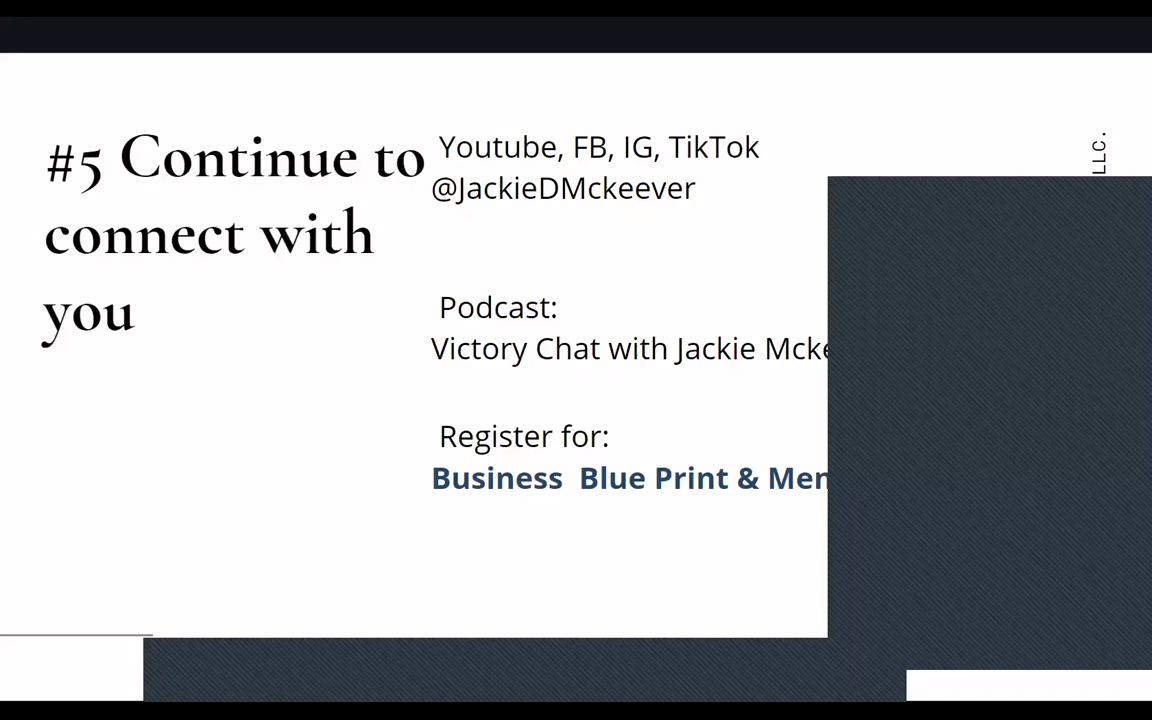 #5 Continue to
connect with
you
Youtube, FB, IG, TikTok
@JackieDMckeever
Podcast:
Victory Chat with Jackie
Register for:
Business Blue Print &
LLC.